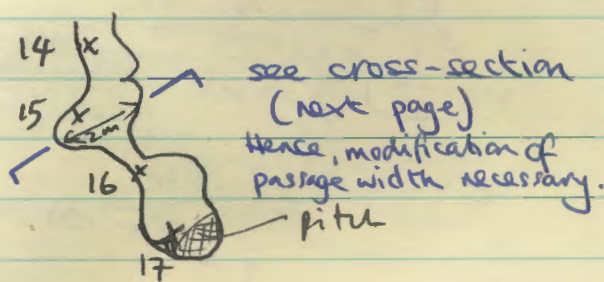 14
see cross-section
(next page)
15
2m
Hence, modification of
passage width necessary.
16
pitch
17